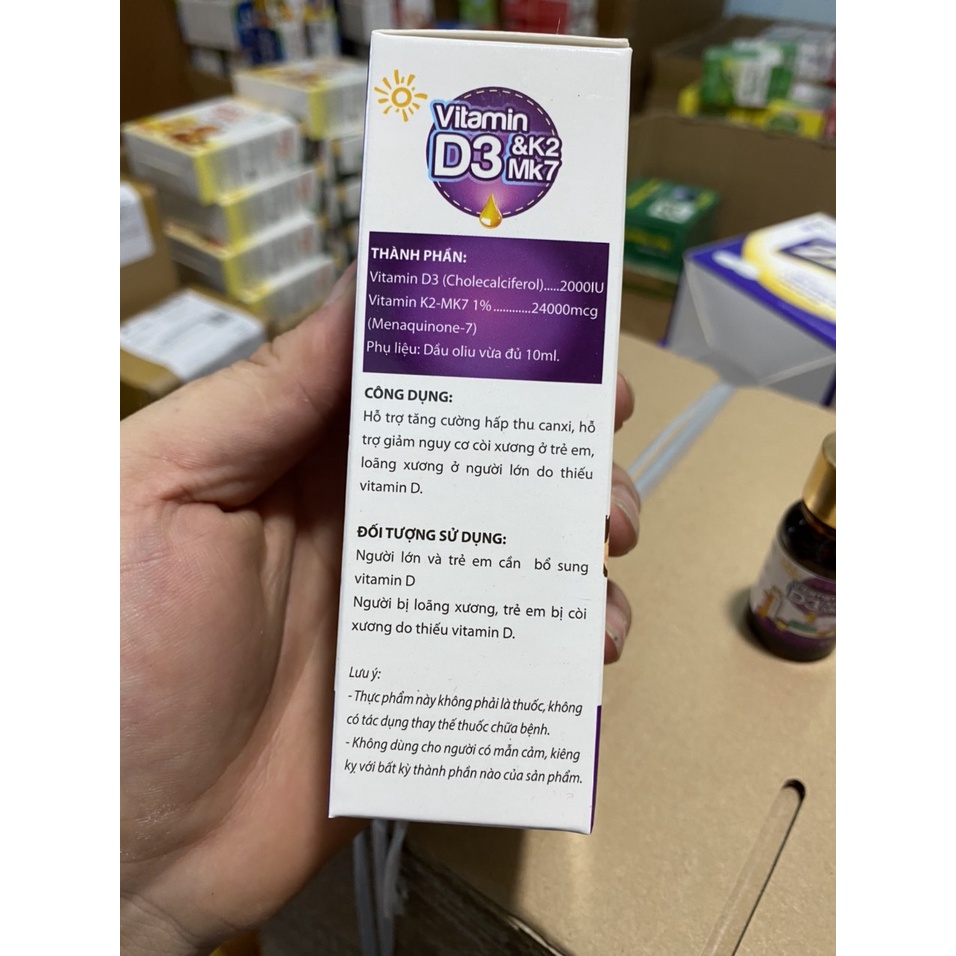 Vitamin
D3 &K2
Mk7
THÀNH PHẦN:
Vitamin D3 (Cholecalciferol).....2000IU
Vitamin K2-MK7 1%............24000mcg
(Menaquinone-7)
Phụ liệu: Dầu oliu vừa đủ 10ml.
CÔNG DỤNG:
Hỗ trợ tăng cường hấp thu canxi, hỗ
trợ giảm nguy cơ còi xương ở trẻ em,
loãng xương ở người lớn do thiếu
vitamin D.
ĐỐI TƯỢNG SỬ DỤNG:
Người lớn và trẻ em cần bổ sung
vitamin D
Người bị loãng xương, trẻ em bị còi
xương do thiếu vitamin D.
Lưu ý:
- Thực phẩm này không phải là thuốc, không
có tác dụng thay thế thuốc chữa bệnh.
- Không dùng cho người có mẫn cảm, kiêng
kỵ với bất kỳ thành phần nào của sản phẩm.